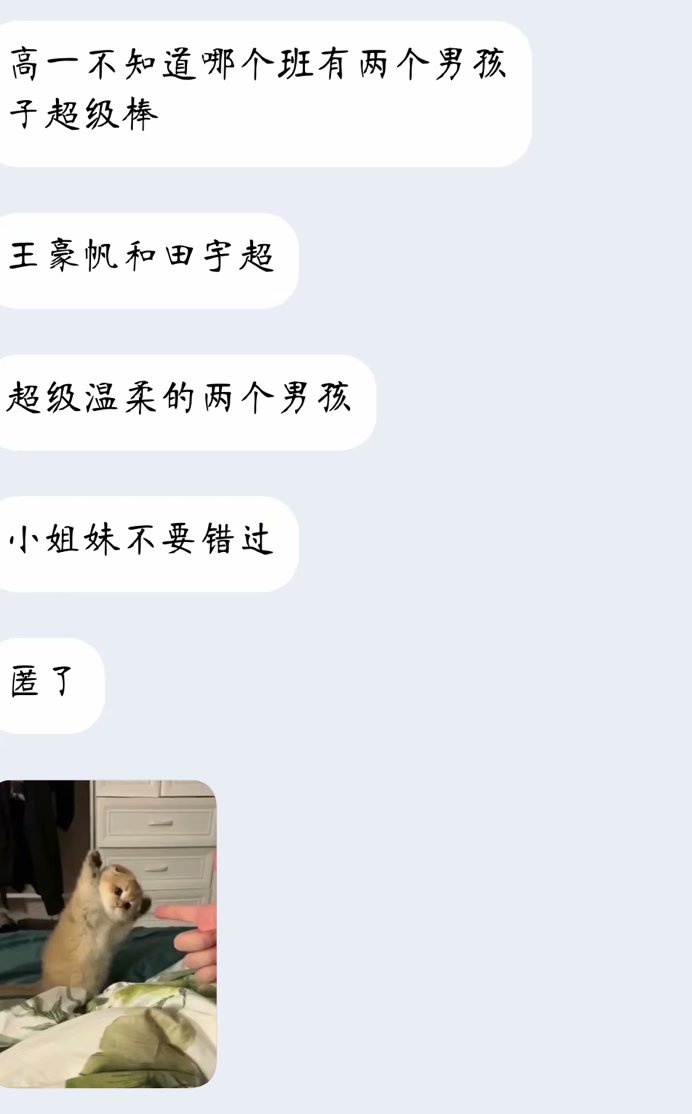 高一不知道哪个班有两个男孩
子超级棒
王豪帆和田宇超
超级温柔的两个男孩
小姐妹不要错过
匿了